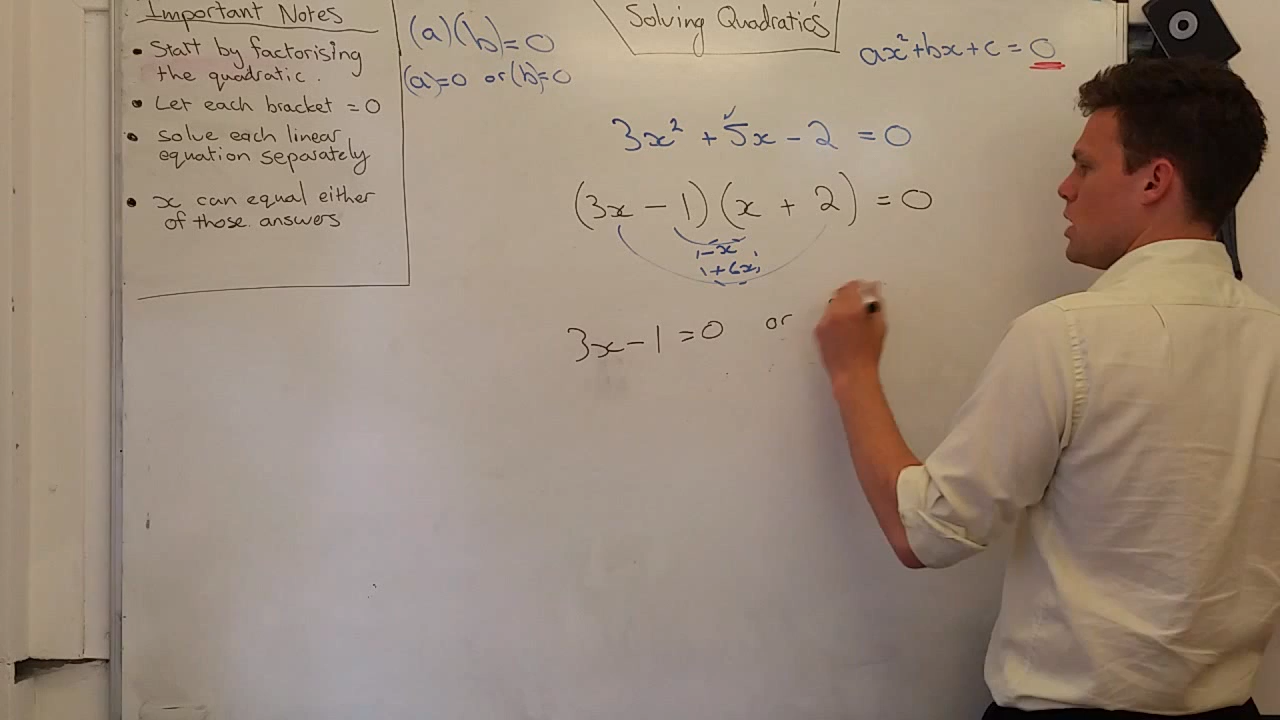 Important Notes
• Start by factorising
the quadratic.
• Let each bracket = 0
• solve each linear
equation separately
• x can equal either
of those answers
(a)(b)=0
(a)=0 or (b)=0
Solving Quadratics
ax²+bx+c=0
3x² + 5x - 2 = 0
(3x - 1)(x + 2) = 0
-x
+6x
3x-1=0 or